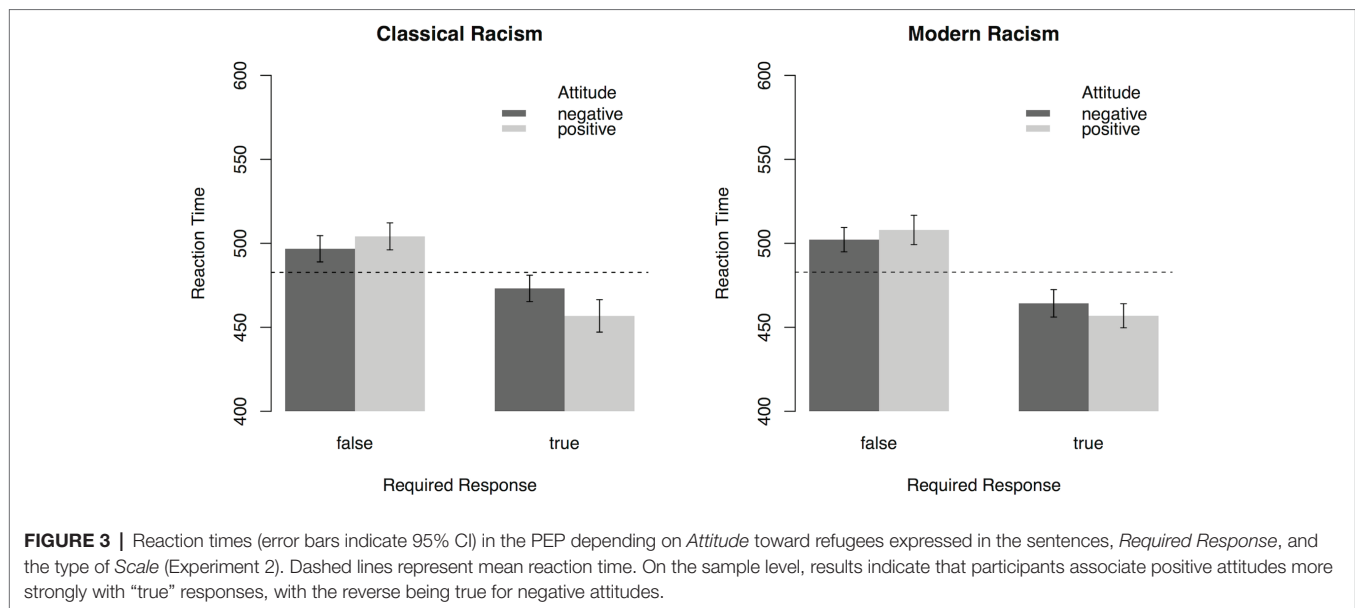 Classical Racism
600
550
500
450
400
Reaction Time
Attitude
negative
positive
false
true
Required Response
Modern Racism
600
550
500
450
400
Reaction Time
Attitude
negative
positive
false
true
Required Response
FIGURE 3 | Reaction times (error bars indicate 95% CI) in the PEP depending on Attitude toward refugees expressed in the sentences, Required Response, and
the type of Scale (Experiment 2). Dashed lines represent mean reaction time. On the sample level, results indicate that participants associate positive attitudes more
strongly with “true” responses, with the reverse being true for negative attitudes.